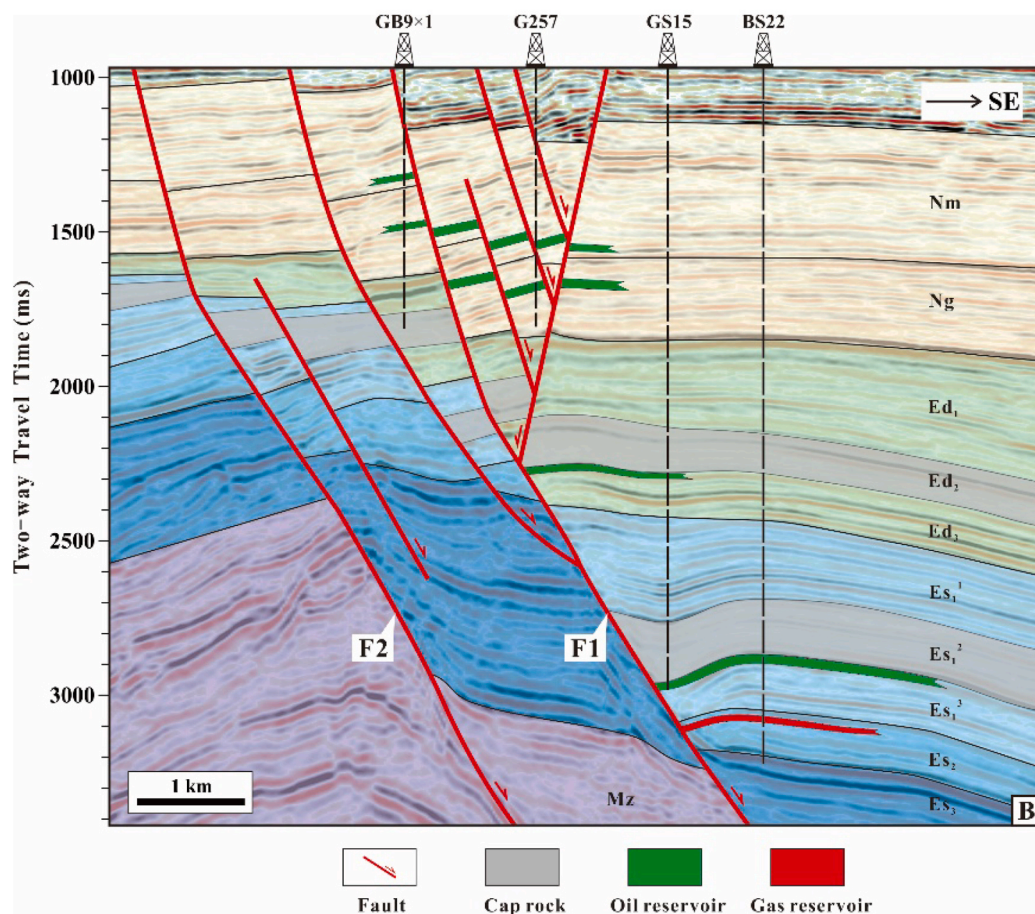 GB9×1 G257 GS15 BS22
1000
SE
Nm
1500
Ng
Two-way Travel Time (ms)
2000
Ed₁
Ed₂
2500
Ed₃
Es₁¹
F2 F1
Es₁²
3000
Es₁³
Es₂
1 km
Mz
Es₃
B
Fault Cap rock Oil reservoir Gas reservoir